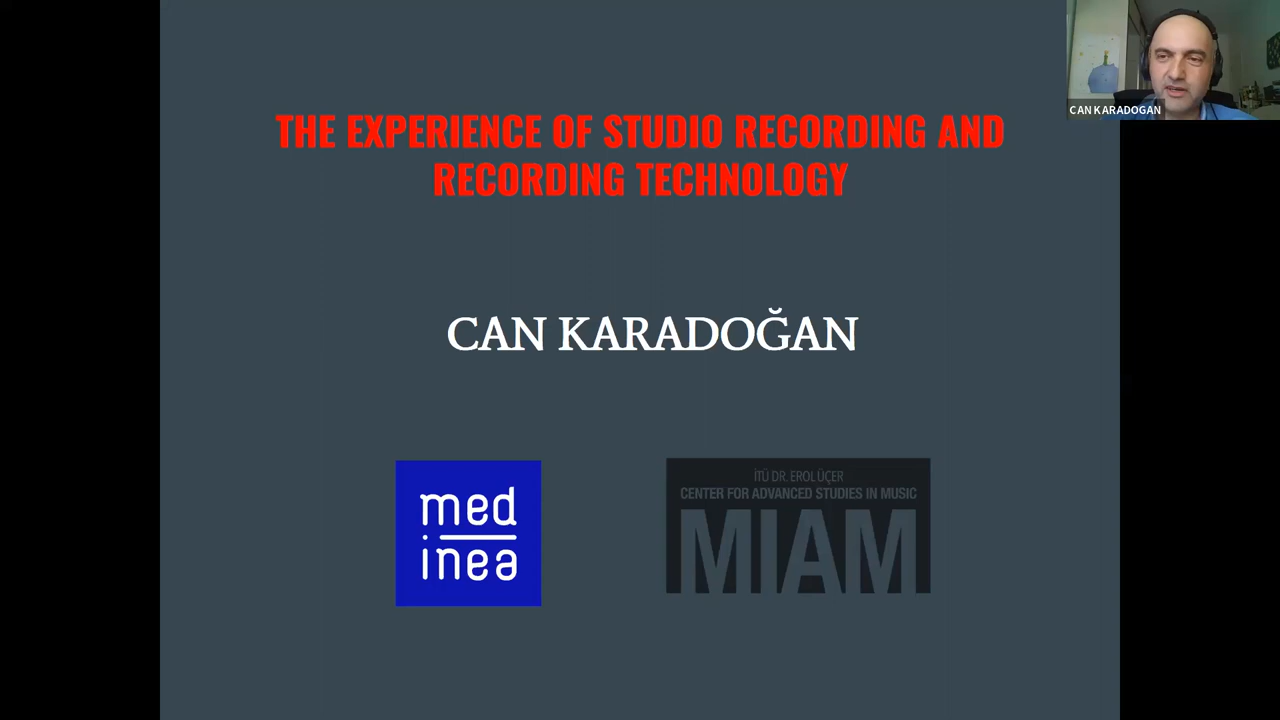 THE EXPERIENCE OF STUDIO RECORDING AND
RECORDING TECHNOLOGY
CAN KARADOGAN
CAN KARADOĞAN
med
inea
İTÜ DR. EROL ÜÇER
CENTER FOR ADVANCED STUDIES IN MUSIC
MIAM